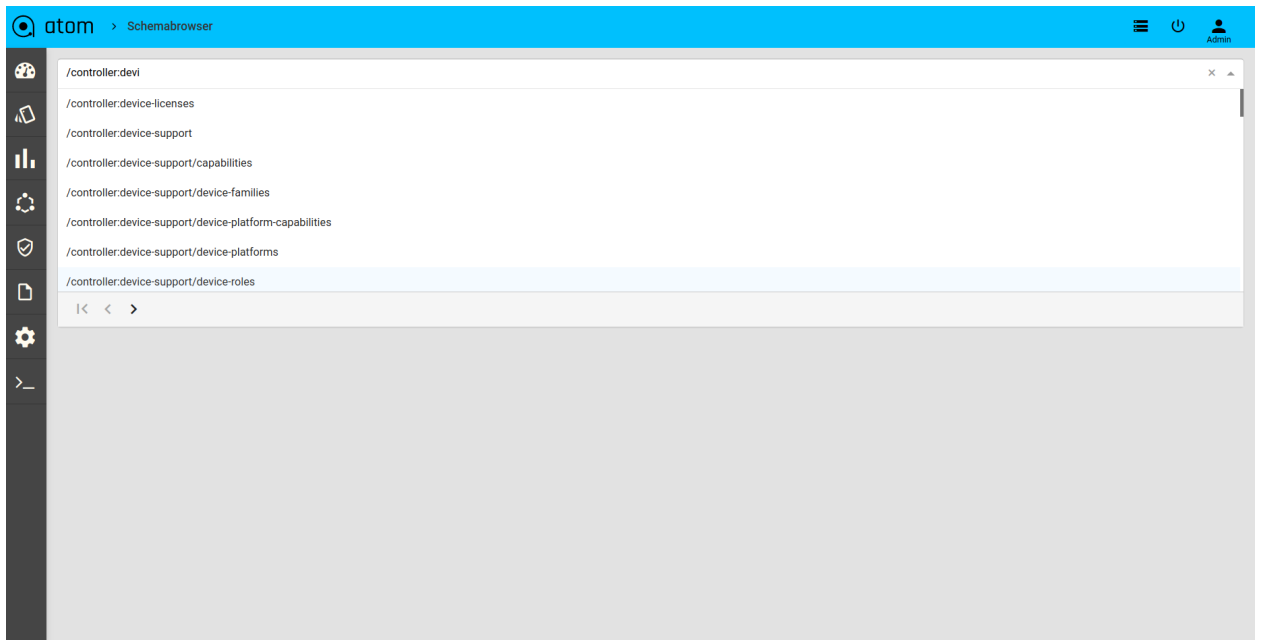 atom > Schemabrowser
Admin
/controller:devi
/controller:device-licenses
/controller:device-support
/controller:device-support/capabilities
/controller:device-support/device-families
/controller:device-support/device-platform-capabilities
/controller:device-support/device-platforms
/controller:device-support/device-roles